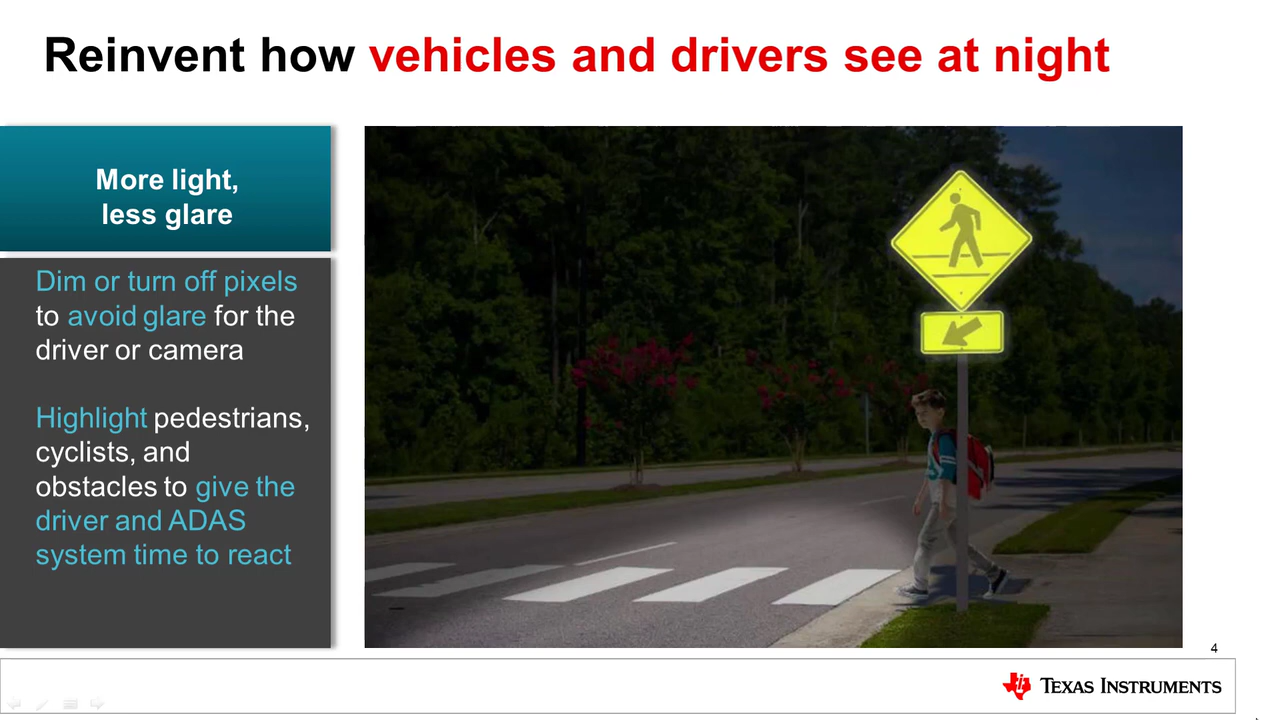 Reinvent how vehicles and drivers see at night
More light,
less glare
Dim or turn off pixels
to avoid glare for the
driver or camera
Highlight pedestrians,
cyclists, and
obstacles to give the
driver and ADAS
system time to react
4
TEXAS INSTRUMENTS